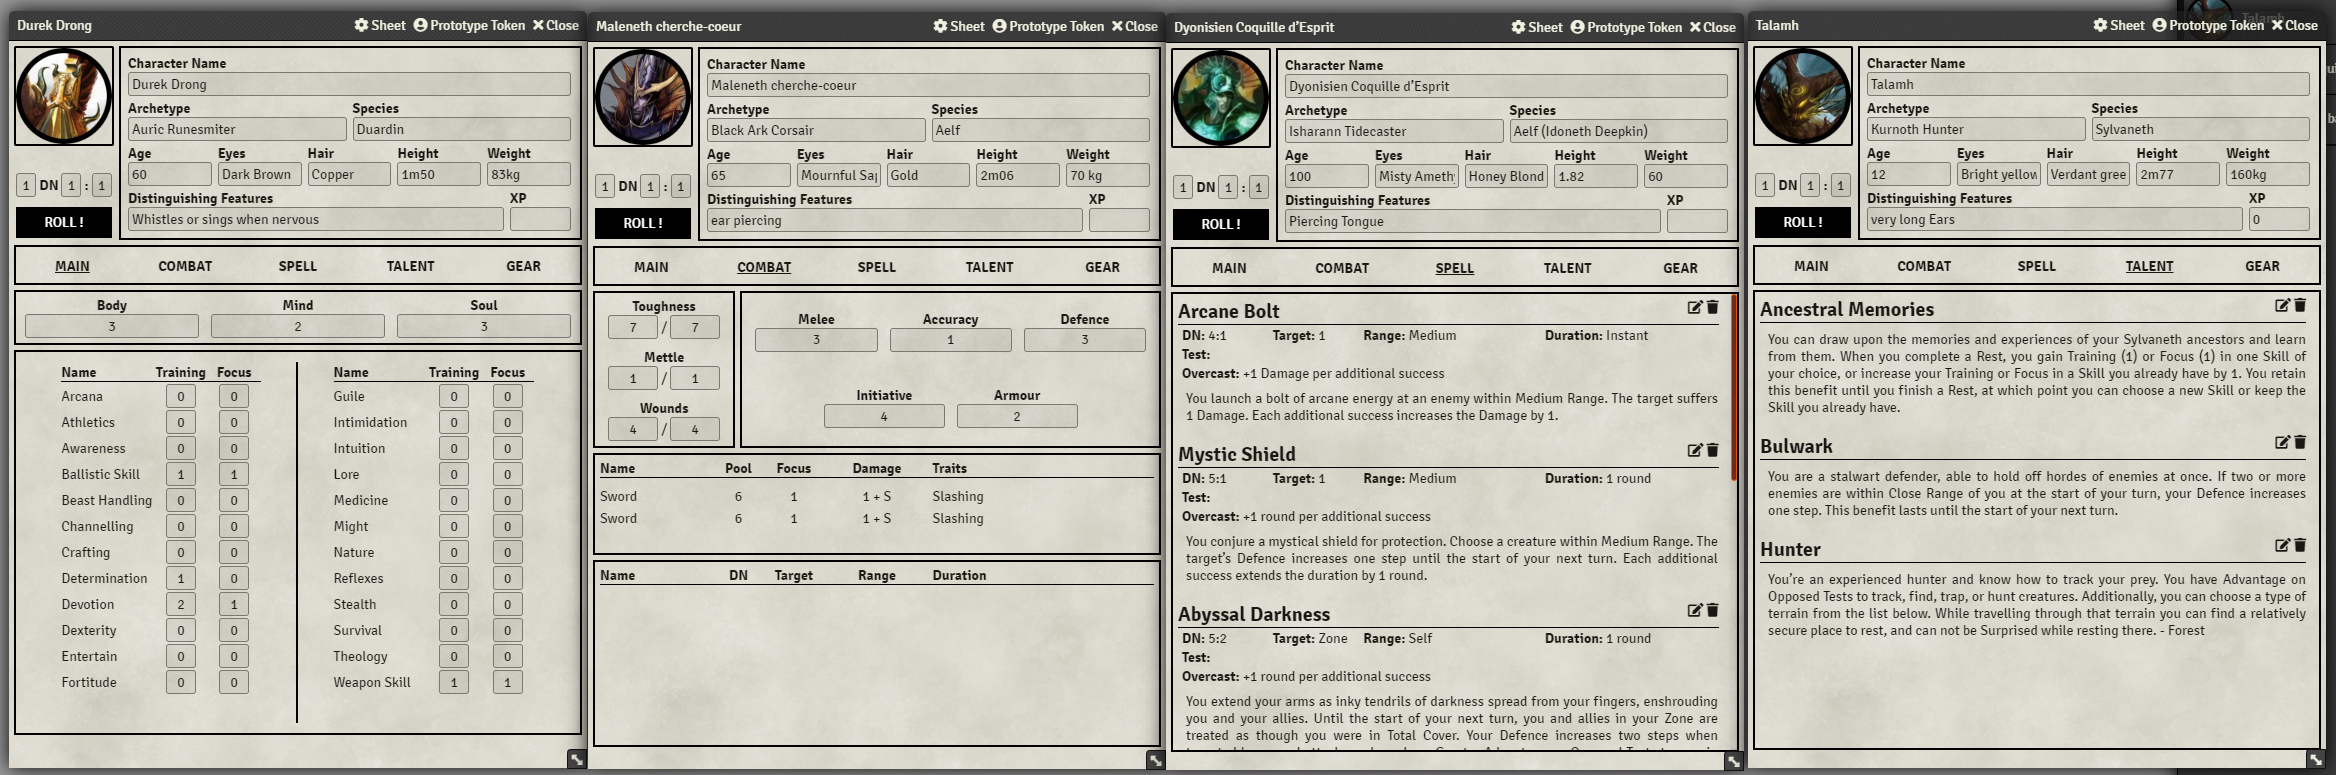 Durek Drong Sheet Prototype Token Close
Character Name
Durek Drong
Archetype Species
Auric Runesmiter Duardin
Age Eyes Hair Height Weight
60 Dark Brown Copper 1m50 83kg
1 DN 1 : 1
Distinguishing Features XP
Whistles or sings when nervous
ROLL!
MAIN COMBAT SPELL TALENT GEAR
Body Mind Soul
3 2 3
Name Training Focus Name Training Focus
Arcana 0 0 Guile 0 0
Athletics 0 0 Intimidation 0 0
Awareness 0 0 Intuition 0 0
Ballistic Skill 1 1 Lore 0 0
Beast Handling 0 0 Medicine 0 0
Channelling 0 0 Might 0 0
Crafting 0 0 Nature 0 0
Determination 1 0 Reflexes 0 0
Devotion 2 1 Stealth 0 0
Dexterity 0 0 Survival 0 0
Entertain 0 0 Theology 0 0
Fortitude 0 0 Weapon Skill 1 1
Maleneth cherche-coeur Sheet Prototype Token Close
Character Name
Maleneth cherche-coeur
Archetype Species
Black Ark Corsair Aelf
Age Eyes Hair Height Weight
65 Mournful Sap Gold 2m06 70 kg
1 DN 1 : 1
Distinguishing Features XP
ear piercing
ROLL!
MAIN COMBAT SPELL TALENT GEAR
Toughness
7 / 7
Mettle
1 / 1
Wounds
4 / 4
Melee Accuracy Defence
3 1 3
Initiative Armour
4 2
Name Pool Focus Damage Traits
Sword 6 1 1 + S Slashing
Sword 6 1 1 + S Slashing
Name DN Target Range Duration
Dyonisien Coquille d'Esprit Sheet Prototype Token Close
Character Name
Dyonisien Coquille d'Esprit
Archetype Species
Isharann Tidecaster Aelf (Idoneth Deepkin)
Age Eyes Hair Height Weight
100 Misty Amethy Honey Blond 1.82 60
1 DN 1 : 1
Distinguishing Features XP
Piercing Tongue
ROLL!
MAIN COMBAT SPELL TALENT GEAR
Arcane Bolt
DN: 4:1 Target: 1 Range: Medium Duration: Instant
Test:
Overcast: +1 Damage per additional success
You launch a bolt of arcane energy at an enemy within Medium Range. The target suffers
1 Damage. Each additional success increases the Damage by 1.
Mystic Shield
DN: 5:1 Target: 1 Range: Medium Duration: 1 round
Test:
Overcast: +1 round per additional success
You conjure a mystical shield for protection. Choose a creature within Medium Range. The
target's Defence increases one step until the start of your next turn. Each additional
success extends the duration by 1 round.
Abyssal Darkness
DN: 5:2 Target: Zone Range: Self Duration: 1 round
Test:
Overcast: +1 round per additional success
You extend your arms as inky tendrils of darkness spread from your fingers, enshrouding
you and your allies. Until the start of your next turn, you and allies in your Zone are
treated as though you were in Total Cover. Your Defence increases two steps when
Talamh Sheet Prototype Token Close
Character Name
Talamh
Archetype Species
Kurnoth Hunter Sylvaneth
Age Eyes Hair Height Weight
12 Bright yellow Verdant gree 2m77 160kg
1 DN 1 : 1
Distinguishing Features XP
very long Ears 0
ROLL!
MAIN COMBAT SPELL TALENT GEAR
Ancestral Memories
You can draw upon the memories and experiences of your Sylvaneth ancestors and learn
from them. When you complete a Rest, you gain Training (1) or Focus (1) in one Skill of
your choice, or increase your Training or Focus in a Skill you already have by 1. You retain
this benefit until you finish a Rest, at which point you can choose a new Skill or keep the
Skill you already have.
Bulwark
You are a stalwart defender, able to hold off hordes of enemies at once. If two or more
enemies are within Close Range of you at the start of your turn, your Defence increases
one step. This benefit lasts until the start of your next turn.
Hunter
You're an experienced hunter and know how to track your prey. You have Advantage on
Opposed Tests to track, find, trap, or hunt creatures. Additionally, you can choose a type of
terrain from the list below. While travelling through that terrain you can find a relatively
secure place to rest, and can not be Surprised while resting there. - Forest